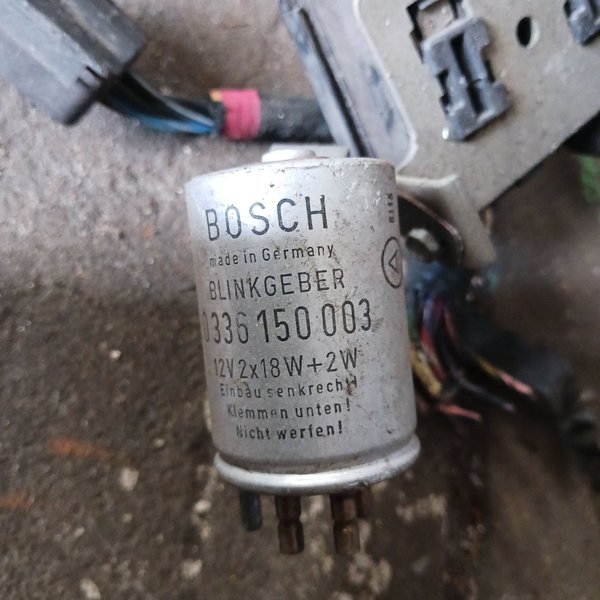 BOSCH
made in Germany
BLINKGEBER
0336 150 003
12V 2x18W+2W
Einbau senkrecht!
Klemmen unten!
Nicht werfen!